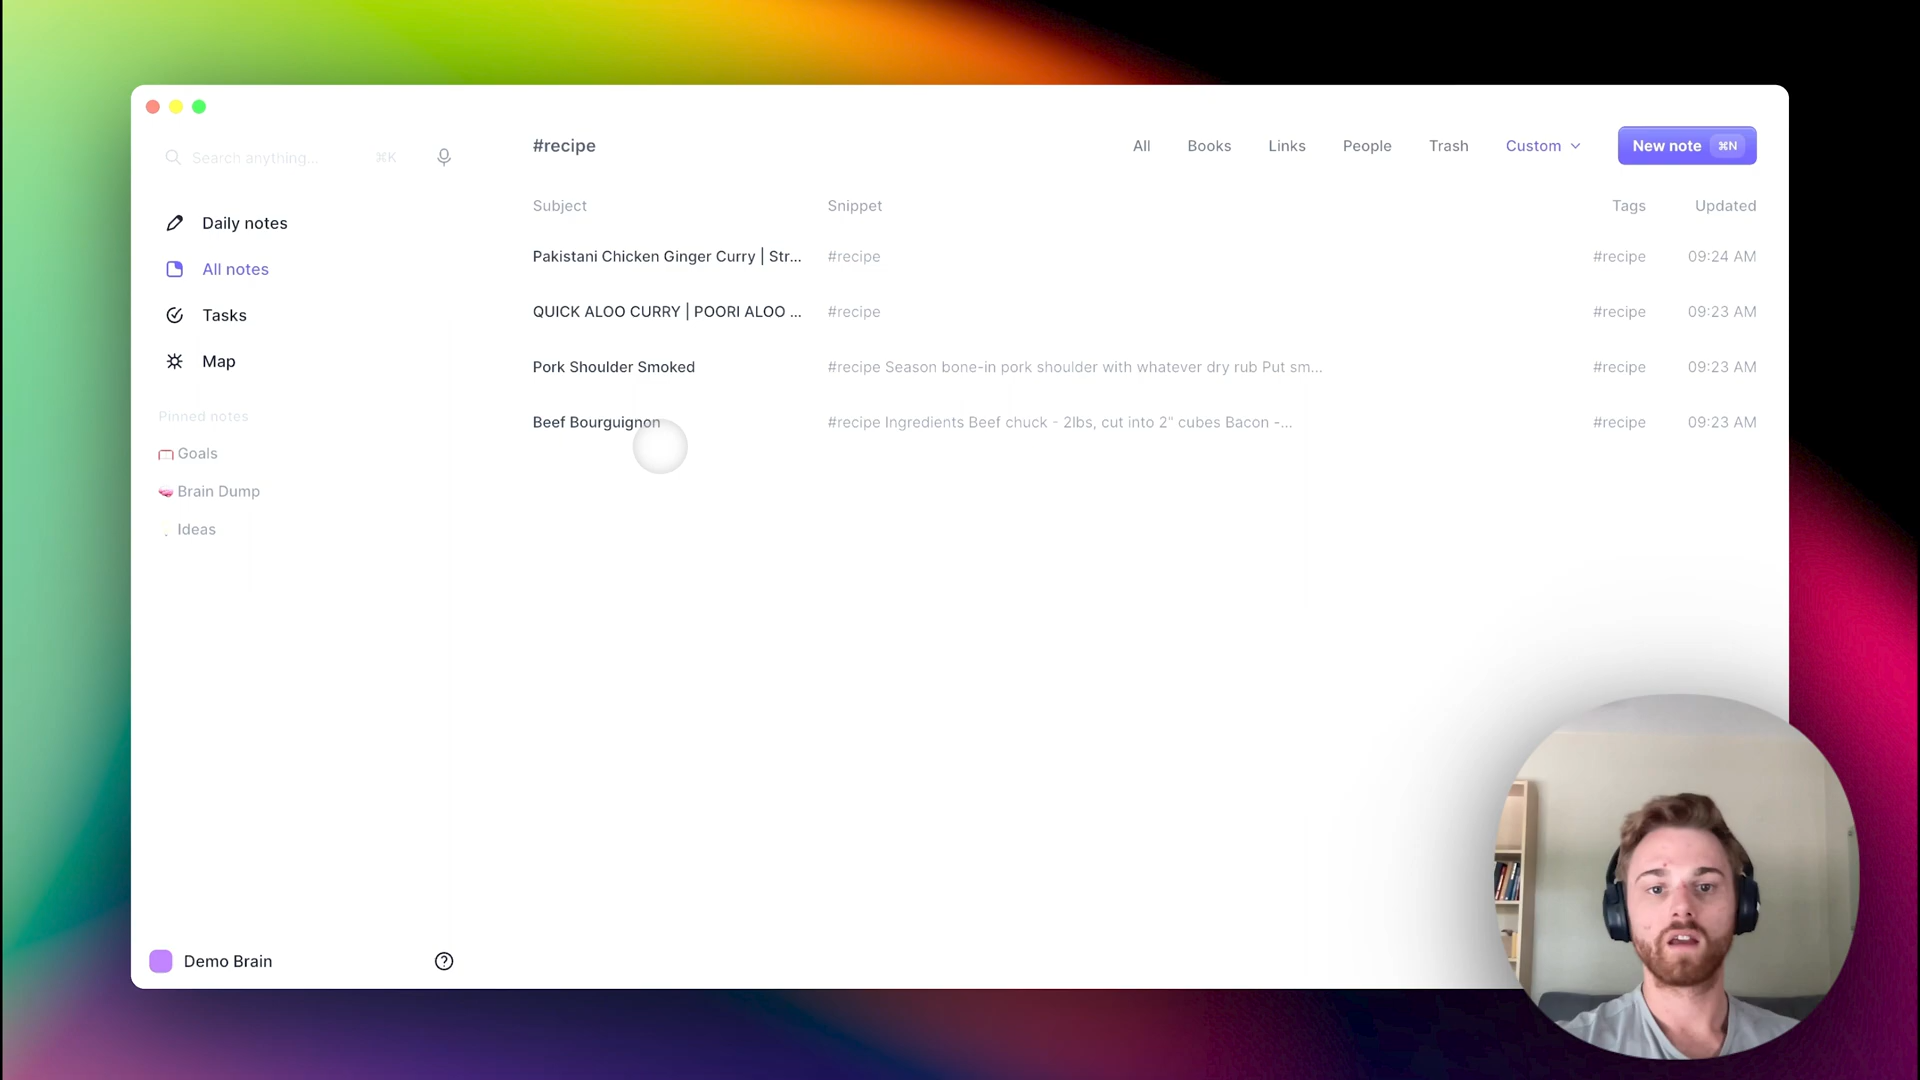 Search anything... ⌘K
Daily notes
All notes
Tasks
Map
Pinned notes
Goals
Brain Dump
Ideas
Demo Brain
#recipe
All Books Links People Trash Custom New note ⌘N
Subject Snippet Tags Updated
Pakistani Chicken Ginger Curry | Str... #recipe #recipe 09:24 AM
QUICK ALOO CURRY | POORI ALOO ... #recipe #recipe 09:23 AM
Pork Shoulder Smoked #recipe Season bone-in pork shoulder with whatever dry rub Put sm... #recipe 09:23 AM
Beef Bourguignon #recipe Ingredients Beef chuck - 2lbs, cut into 2” cubes Bacon -... #recipe 09:23 AM